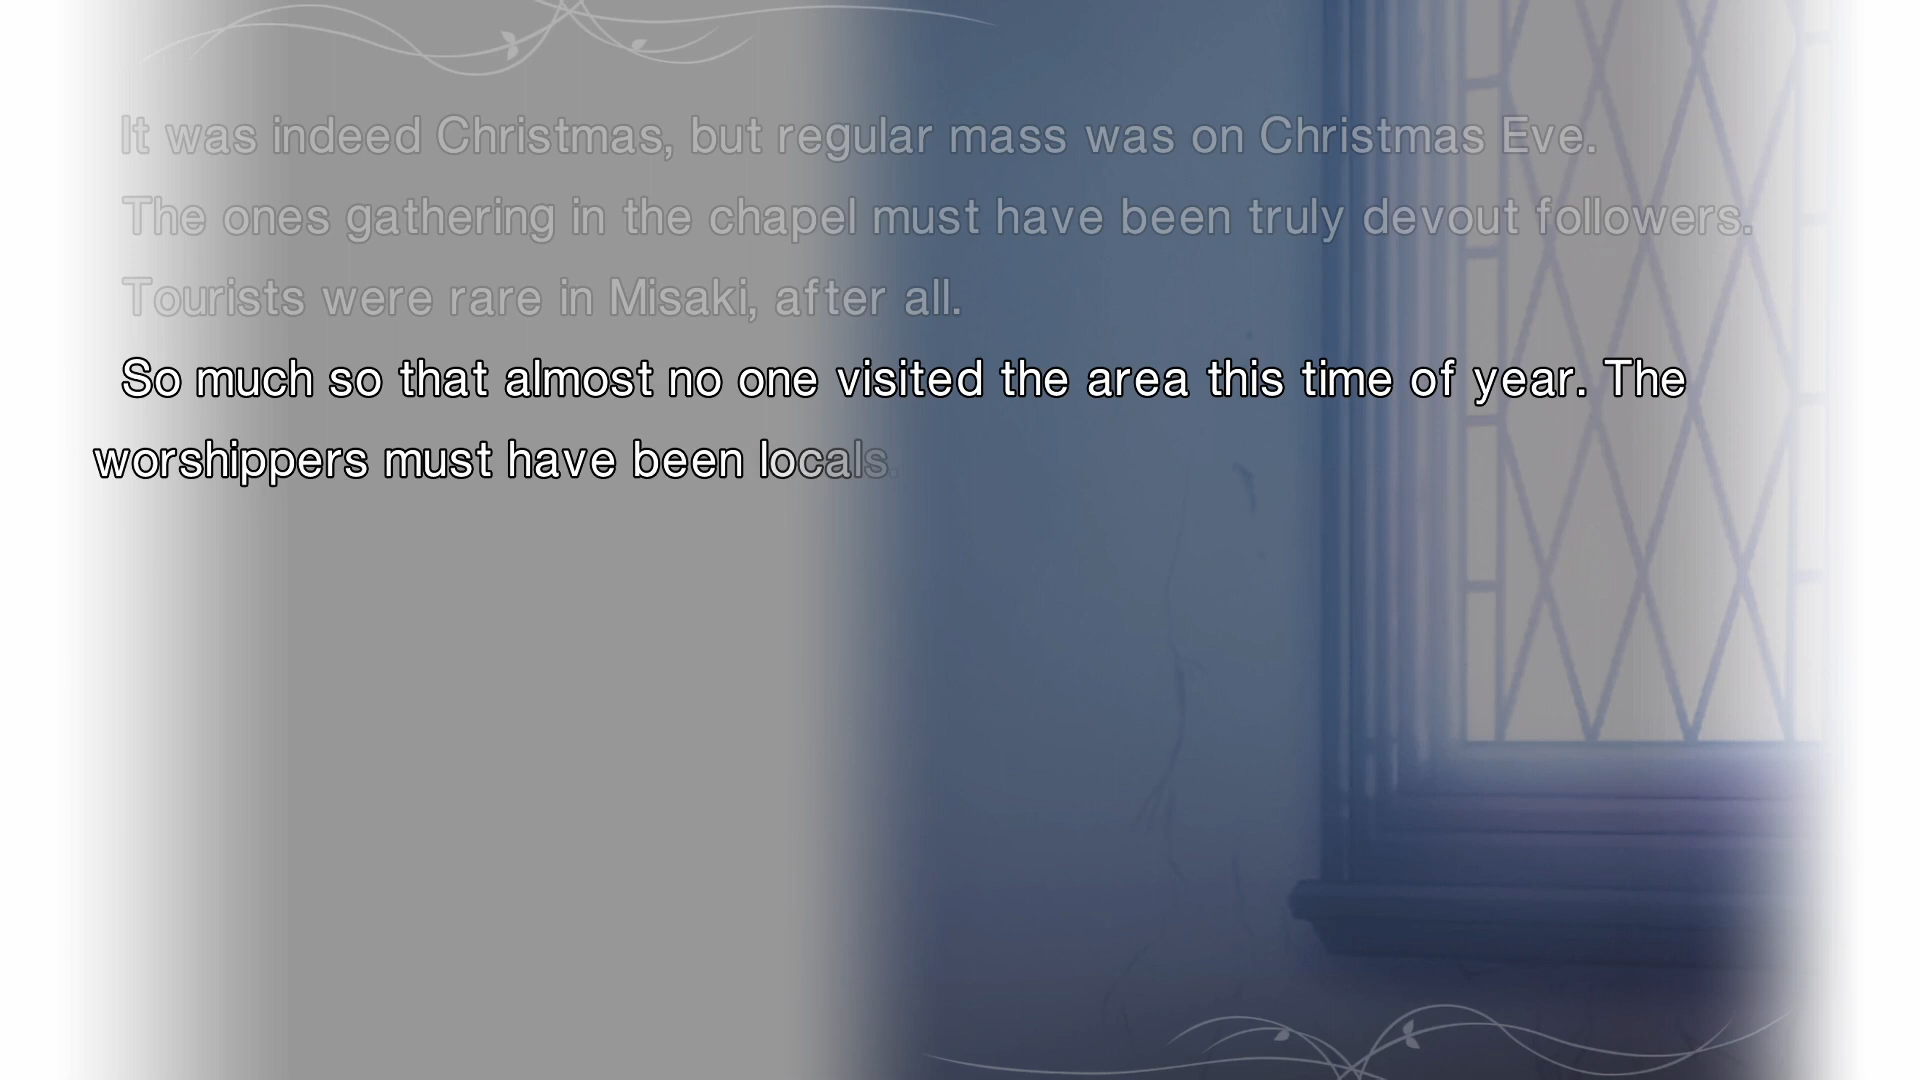 It was indeed Christmas, but regular mass was on Christmas Eve.
The ones gathering in the chapel must have been truly devout followers.
Tourists were rare in Misaki, after all.
So much so that almost no one visited the area this time of year. The
worshippers must have been locals.